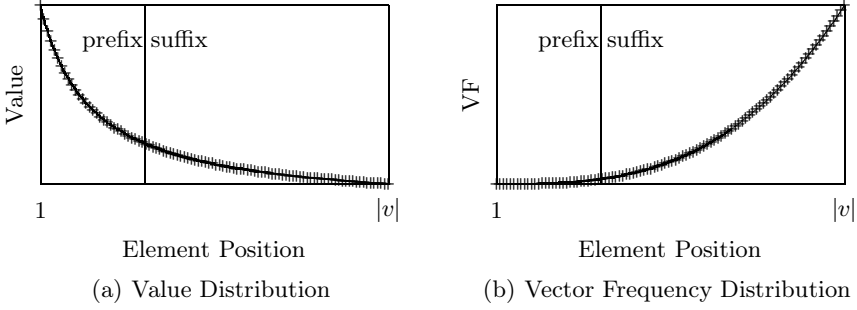 prefix suffix
Value
1 |v|
Element Position
(a) Value Distribution
prefix suffix
VF
1 |v|
Element Position
(b) Vector Frequency Distribution